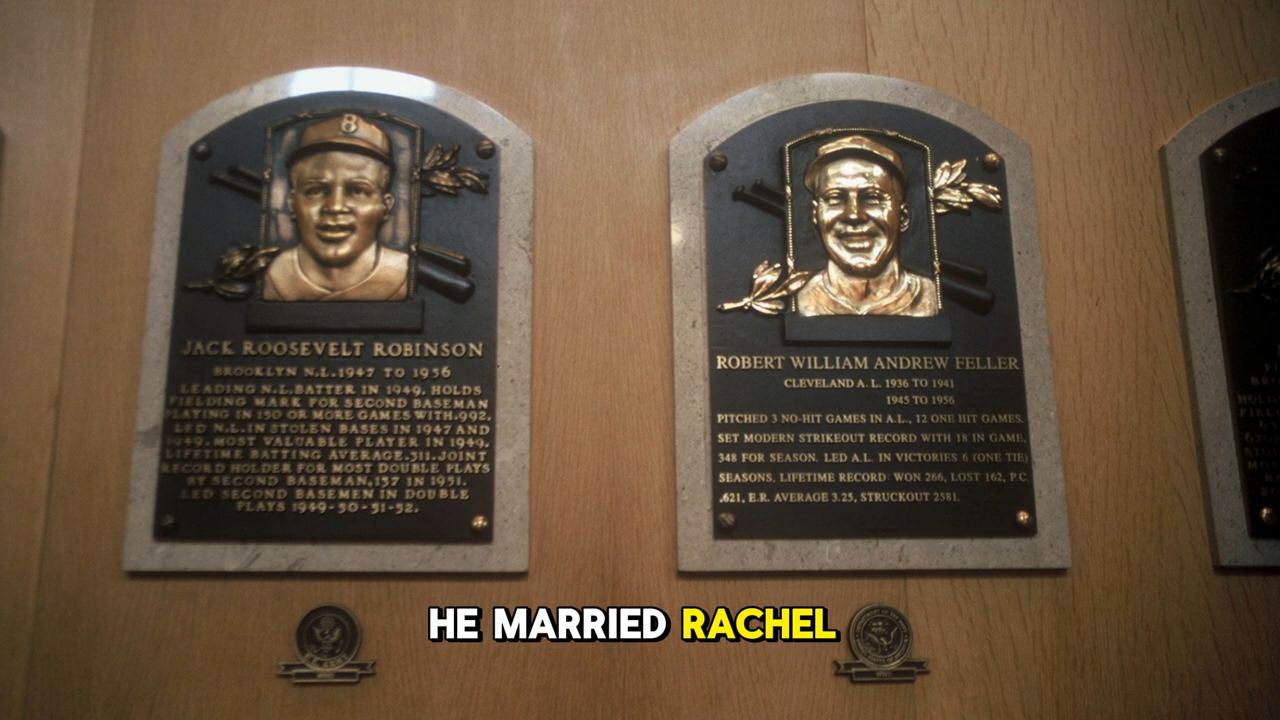 B
JACK ROOSEVELT ROBINSON
BROOKLYN N.L. 1947 TO 1956
LEADING N.L. BATTER IN 1949. HOLDS
FIELDING MARK FOR SECOND BASEMAN
PLAYING IN 150 OR MORE GAMES WITH .992.
LED N.L. IN STOLEN BASES IN 1947 AND
1949. MOST VALUABLE PLAYER IN 1949.
LIFETIME BATTING AVERAGE .311. JOINT
RECORD HOLDER FOR MOST DOUBLE PLAYS
BY SECOND BASEMAN, 137 IN 1951.
LED SECOND BASEMEN IN DOUBLE
PLAYS 1949-50-51-52.
ROBERT WILLIAM ANDREW FELLER
CLEVELAND A. L. 1936 TO 1941
1945 TO 1956
PITCHED 3 NO-HIT GAMES IN A.L., 12 ONE HIT GAMES.
SET MODERN STRIKEOUT RECORD WITH 18 IN GAME,
348 FOR SEASON. LED A.L. IN VICTORIES 6 (ONE TIE)
SEASONS. LIFETIME RECORD: WON 266, LOST 162, P.C.
.621, E.R. AVERAGE 3.25, STRUCKOUT 2581.
HE MARRIED RACHEL
U.S. ARMY